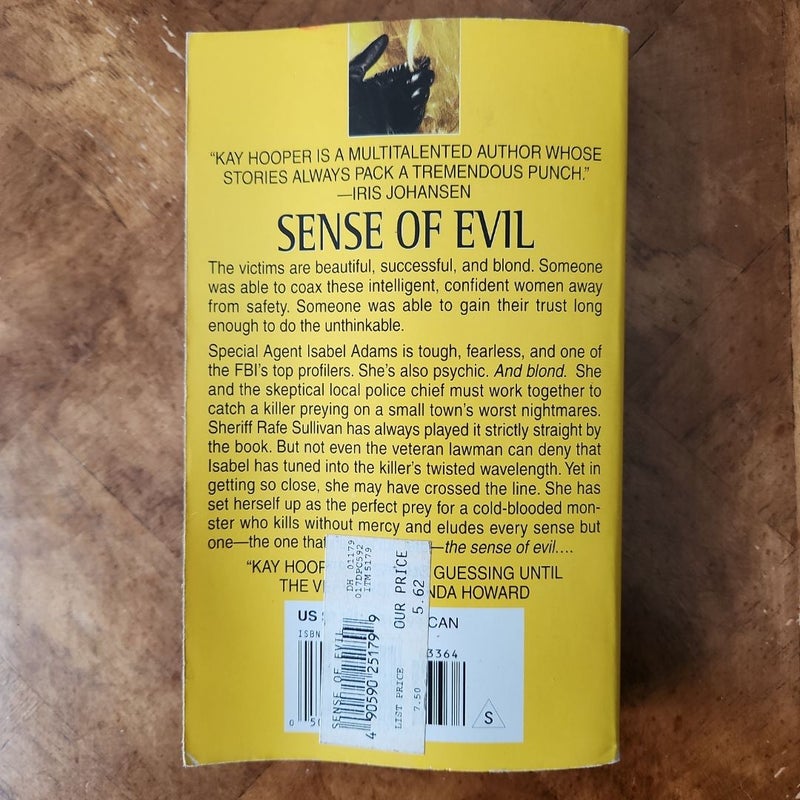 “KAY HOOPER IS A MULTITALENTED AUTHOR WHOSE
STORIES ALWAYS PACK A TREMENDOUS PUNCH.”
—IRIS JOHANSEN
SENSE OF EVIL
The victims are beautiful, successful, and blond. Someone
was able to coax these intelligent, confident women away
from safety. Someone was able to gain their trust long
enough to do the unthinkable.
Special Agent Isabel Adams is tough, fearless, and one of
the FBI’s top profilers. She’s also psychic. And blond. She
and the skeptical local police chief must work together to
catch a killer preying on a small town’s worst nightmares.
Sheriff Rafe Sullivan has always played it strictly straight by
the book. But not even the veteran lawman can deny that
Isabel has tuned into the killer’s twisted wavelength. Yet in
getting so close, she may have crossed the line. She has
set herself up as the perfect prey for a cold-blooded mon-
ster who kills without mercy and eludes every sense but
one—the one —the sense of evil....
“KAY GUESSING UNTIL
THE HOWARD
US CAN
ISBN
3364
S
DH 01179
017DPC592
ITM 5179
OUR PRICE
5.62
SENSE OF EVIL
4 90590 25179 9
LIST PRICE
7.50